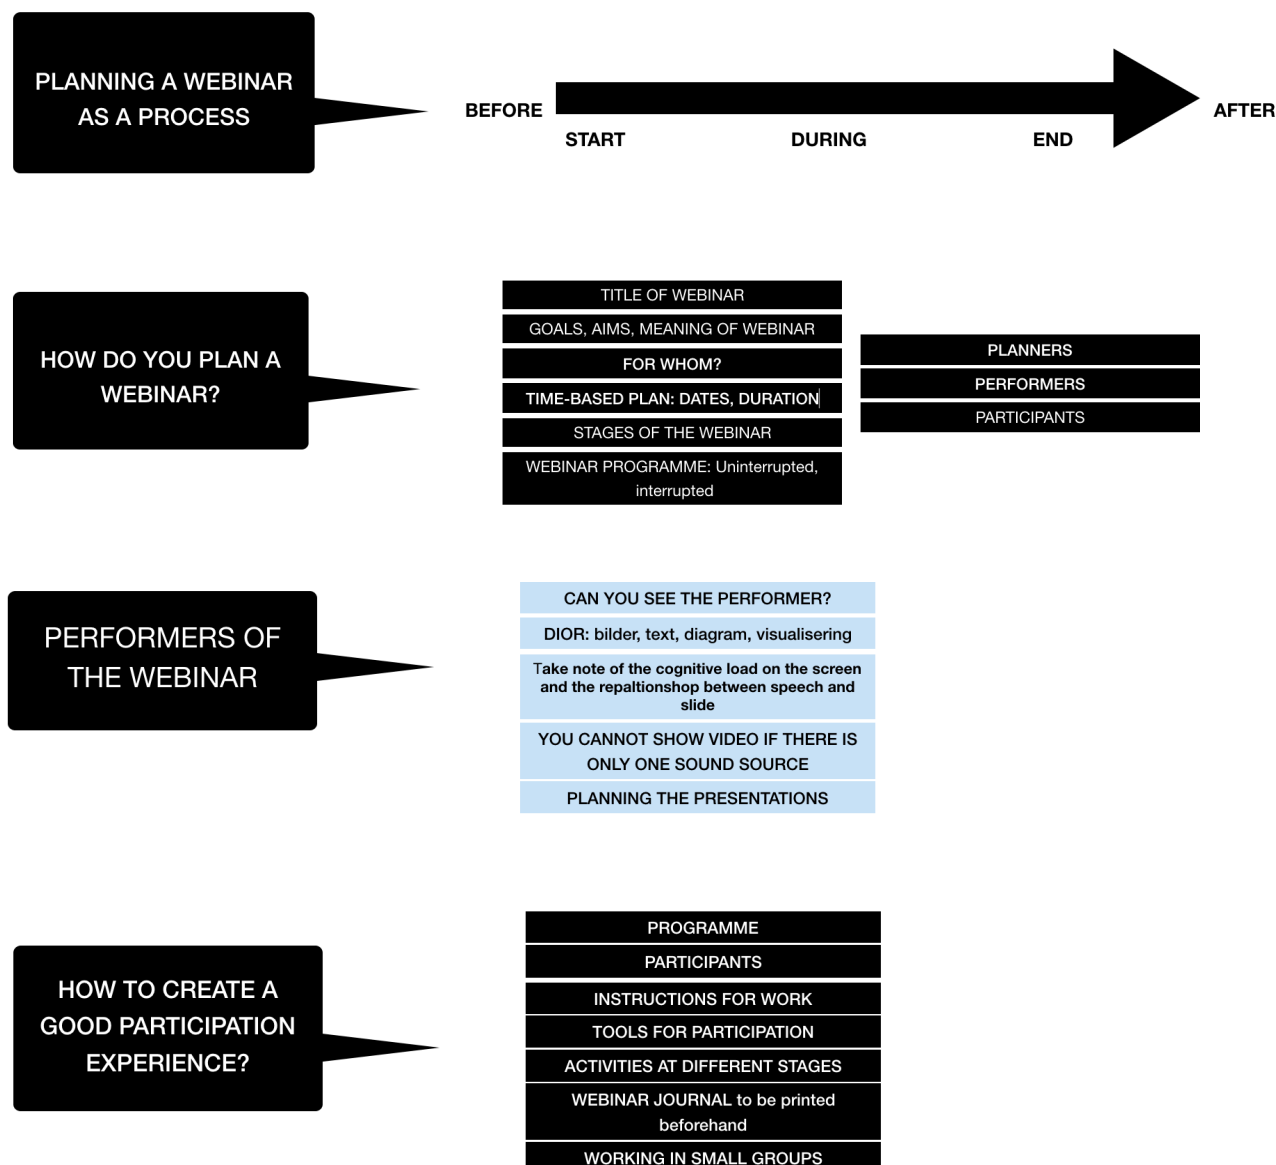 PLANNING A WEBINAR
AS A PROCESS
BEFORE
AFTER
START
DURING
END
HOW DO YOU PLAN A
WEBINAR?
TITLE OF WEBINAR
GOALS, AIMS, MEANING OF WEBINAR
FOR WHOM?
TIME-BASED PLAN: DATES, DURATION
STAGES OF THE WEBINAR
WEBINAR PROGRAMME: Uninterrupted,
interrupted
PLANNERS
PERFORMERS
PARTICIPANTS
PERFORMERS OF
THE WEBINAR
CAN YOU SEE THE PERFORMER?
DIOR: bilder, text, diagram, visualisering
Take note of the cognitive load on the screen
and the repaltionshop between speech and
slide
YOU CANNOT SHOW VIDEO IF THERE IS
ONLY ONE SOUND SOURCE
PLANNING THE PRESENTATIONS
HOW TO CREATE A
GOOD PARTICIPATION
EXPERIENCE?
PROGRAMME
PARTICIPANTS
INSTRUCTIONS FOR WORK
TOOLS FOR PARTICIPATION
ACTIVITIES AT DIFFERENT STAGES
WEBINAR JOURNAL to be printed
beforehand
WORKING IN SMALL GROUPS